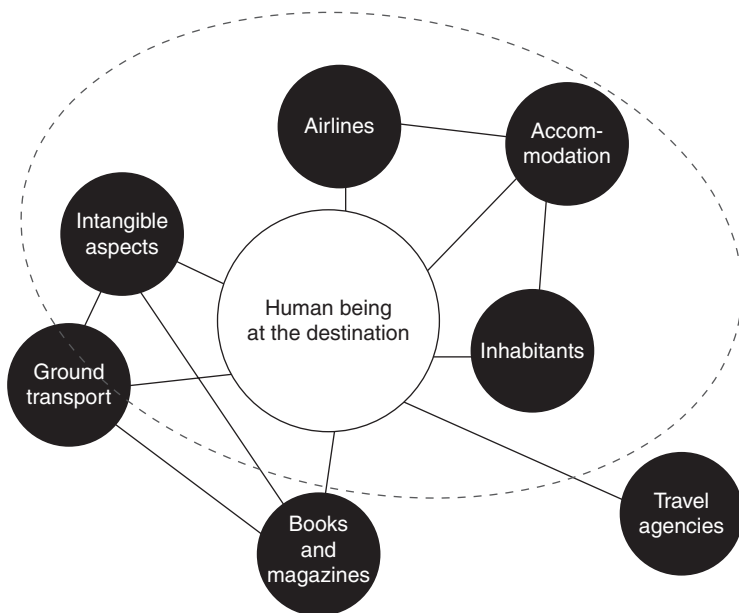 Airlines
Accom-
modation
Intangible
aspects
Human being
at the destination
Inhabitants
Ground
transport
Books
and
magazines
Travel
agencies